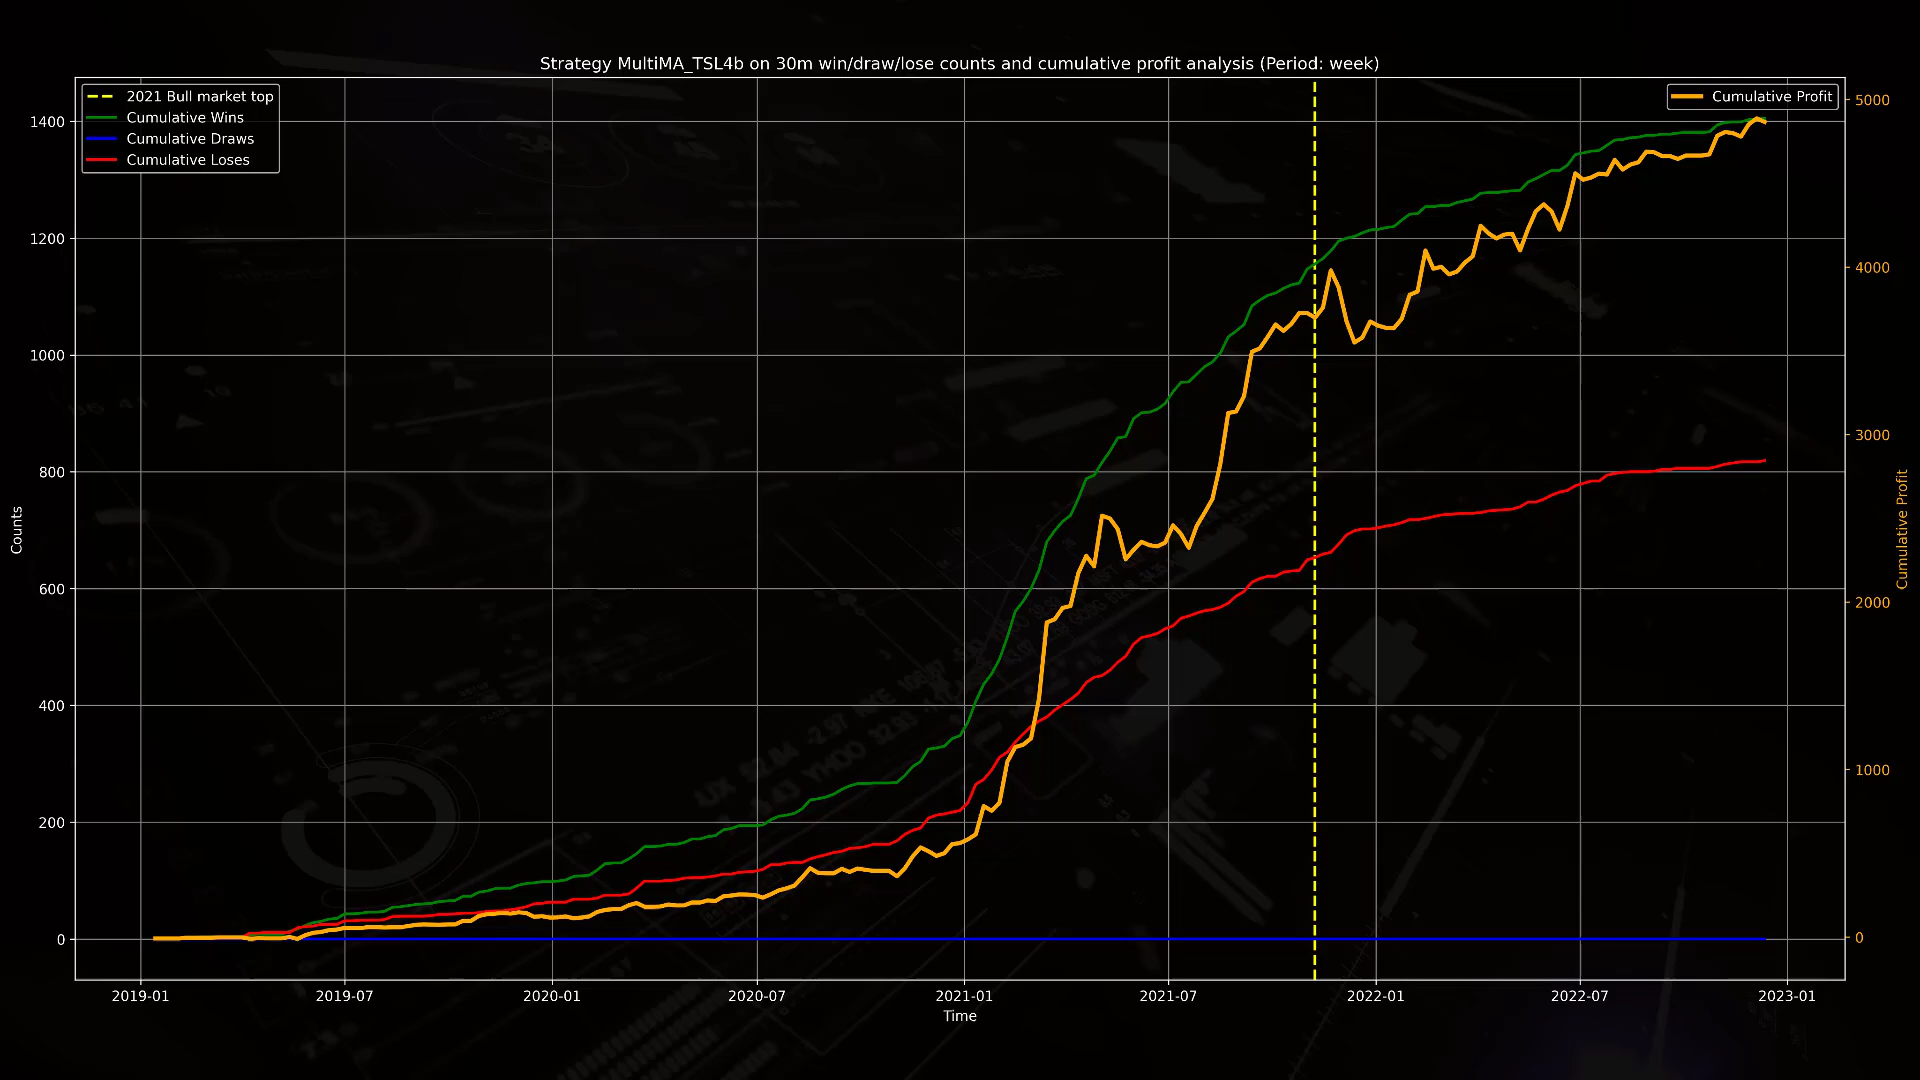 Strategy MultiMA_TSL4b on 30m win/draw/lose counts and cumulative profit analysis (Period: week)
2021 Bull market top
Cumulative Wins
Cumulative Draws
Cumulative Loses
Cumulative Profit
1400
1200
1000
800
600
400
200
0
Counts
5000
4000
3000
2000
1000
0
Cumulative Profit
2019-01
2019-07
2020-01
2020-07
2021-01
2021-07
2022-01
2022-07
2023-01
Time